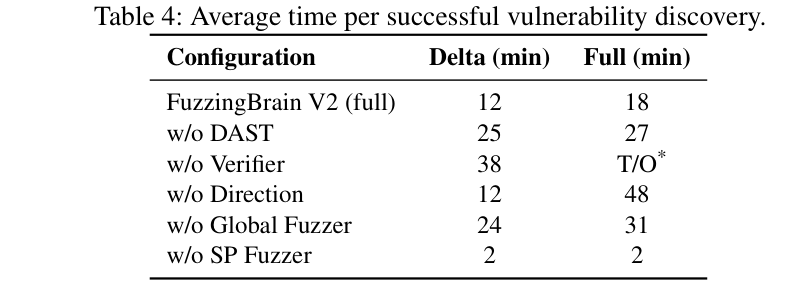 Table 4: Average time per successful vulnerability discovery.
Configuration Delta (min) Full (min)
FuzzingBrain V2 (full) 12 18
w/o DAST 25 27
w/o Verifier 38 T/O*
w/o Direction 12 48
w/o Global Fuzzer 24 31
w/o SP Fuzzer 2 2